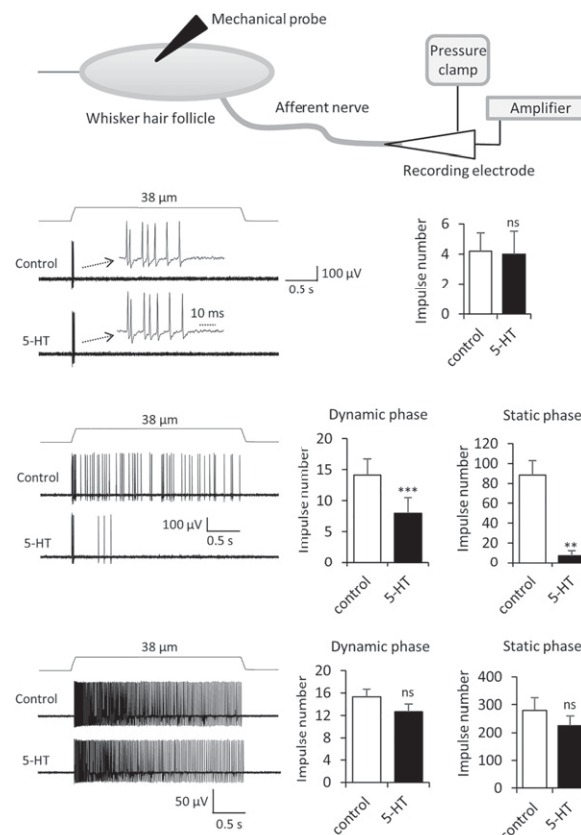 Mechanical probe
Pressure
clamp
Amplifier
Afferent nerve
Whisker hair follicle
Recording electrode
38 µm
Control
100 µV
0.5 s
10 ms
5-HT
Impulse number
6
4
2
0
ns
control
5-HT
38 µm
Control
5-HT
100 µV
0.5 s
Dynamic phase
Impulse number
20
15
10
5
0
***
control
5-HT
Static phase
Impulse number
120
100
80
60
40
20
0
**
control
5-HT
38 µm
Control
5-HT
50 µV
0.5 s
Dynamic phase
Impulse number
20
16
12
8
4
0
ns
control
5-HT
Static phase
Impulse number
400
300
200
100
0
ns
control
5-HT